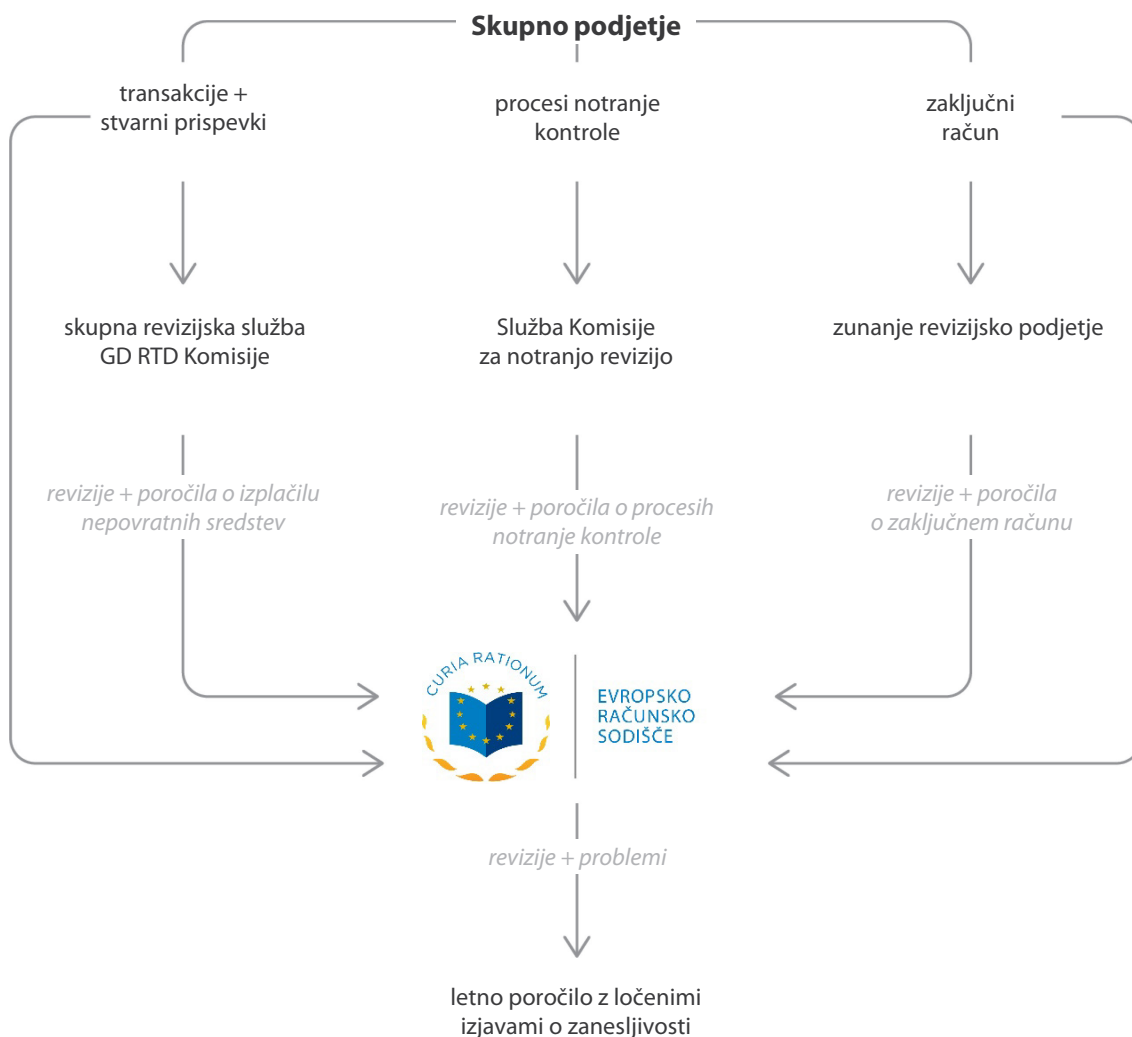 Skupno podjetje
transakcije +
stvarni prispevki
procesi notranje
kontrole
zaključni
račun
skupna revizijska služba
GD RTD Komisije
Služba Komisije
za notranjo revizijo
zunanje revizijsko podjetje
revizije + poročila o izplačilu
nepovratnih sredstev
revizije + poročila o procesih
notranje kontrole
revizije + poročila
o zaključnem računu
CURIA RATIONUM
EVROPSKO
RAČUNSKO
SODIŠČE
revizije + problemi
letno poročilo z ločenimi
izjavami o zanesljivosti